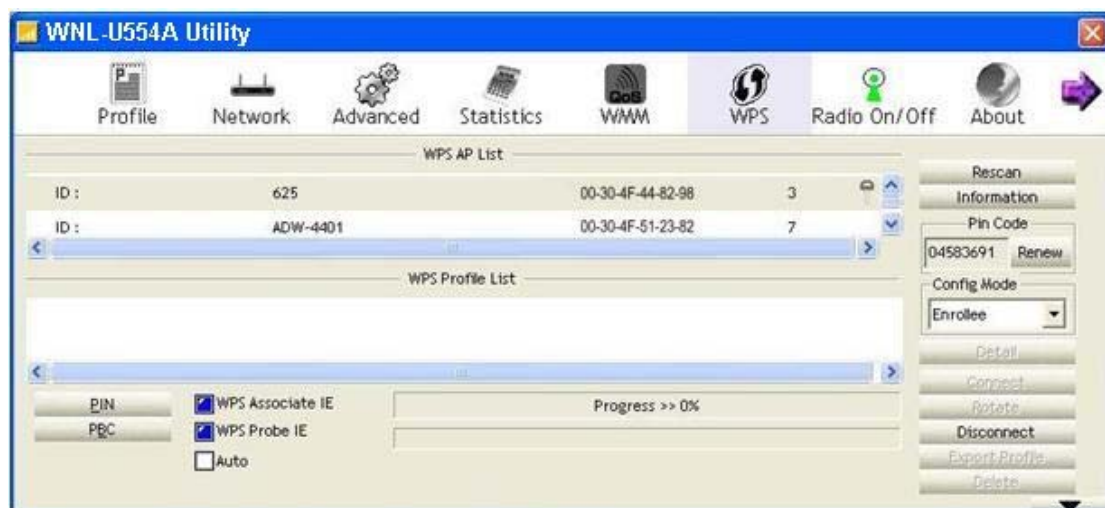 WNL-U554A Utility
Profile Network Advanced Statistics QoS WMM WPS Radio On/Off About
WPS AP List
ID : 625 00-30-4F-44-82-98 3
ID : ADW-4401 00-30-4F-51-23-82 7
Rescan
Information
Pin Code
04583691 Renew
WPS Profile List
Config Mode
Enrollee
Detail
Connect
Rotate
Disconnect
Export Profile
Delete
PIN WPS Associate IE Progress >> 0%
PBC WPS Probe IE
Auto